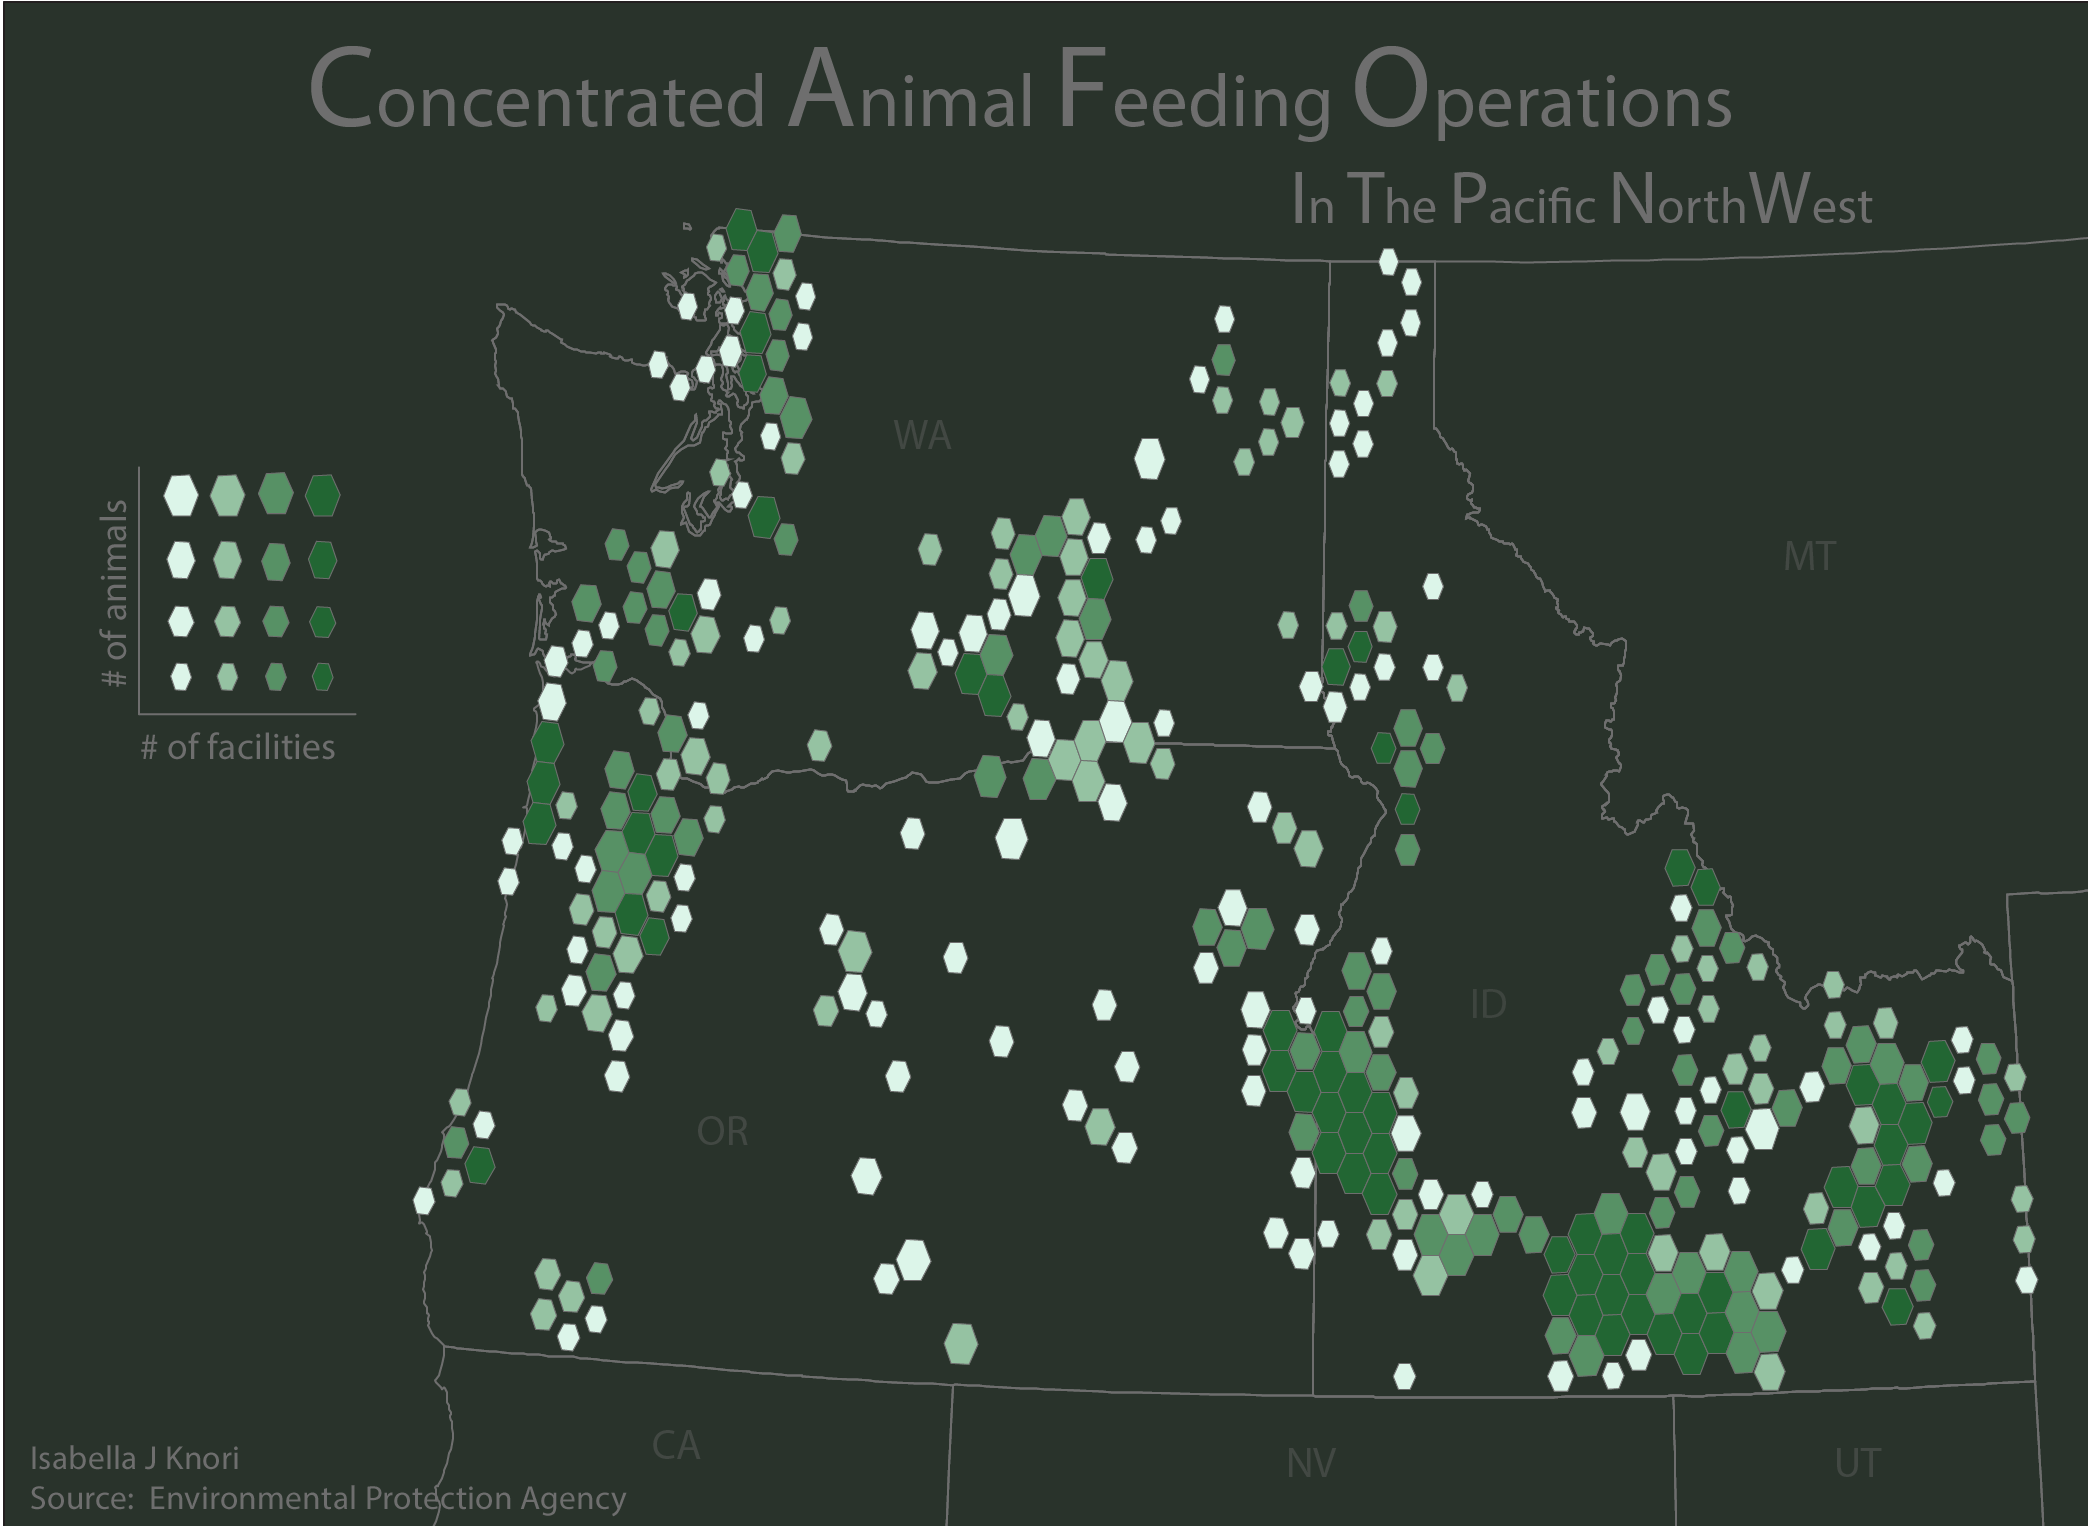 Concentrated Animal Feeding Operations
In The Pacific NorthWest
WA
MT
# of animals
# of facilities
ID
OR
CA
NV
UT
Isabella J Knori
Source: Environmental Protection Agency